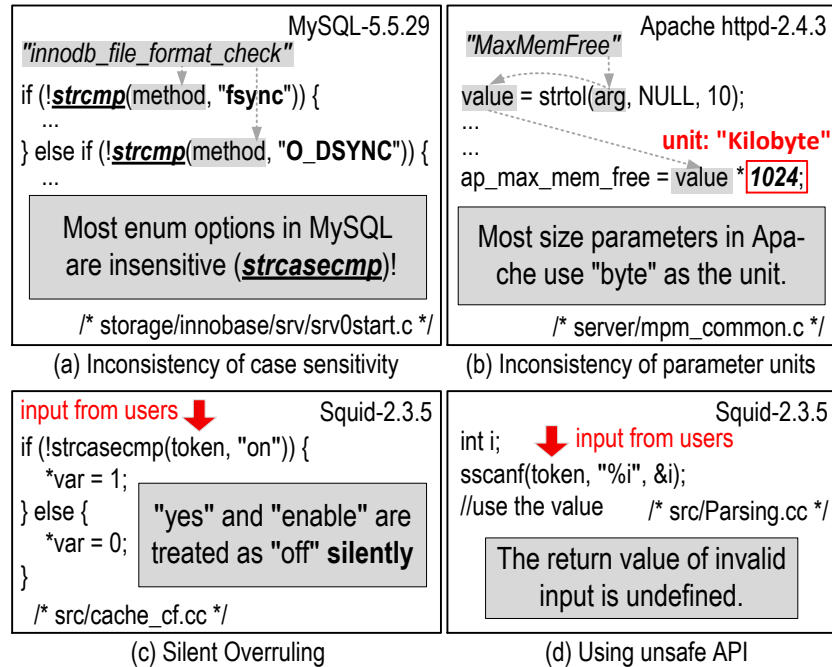 MySQL-5.5.29
"innodb_file_format_check"
if (!strcmp(method, "fsync")) {
...
} else if (!strcmp(method, "O_DSYNC")) {
...
Most enum options in MySQL
are insensitive (strcasecmp)!
/* storage/innobase/srv/srv0start.c */
(a) Inconsistency of case sensitivity
Apache httpd-2.4.3
"MaxMemFree"
value = strtol(arg, NULL, 10);
...
...
unit: "Kilobyte"
ap_max_mem_free = value * 1024;
Most size parameters in Apa-
che use "byte" as the unit.
/* server/mpm_common.c */
(b) Inconsistency of parameter units
input from users
Squid-2.3.5
if (!strcasecmp(token, "on")) {
*var = 1;
} else {
*var = 0;
}
"yes" and "enable" are
treated as "off" silently
/* src/cache_cf.cc */
(c) Silent Overruling
Squid-2.3.5
int i;
input from users
sscanf(token, "%i", &i);
//use the value
/* src/Parsing.cc */
The return value of invalid
input is undefined.
(d) Using unsafe API